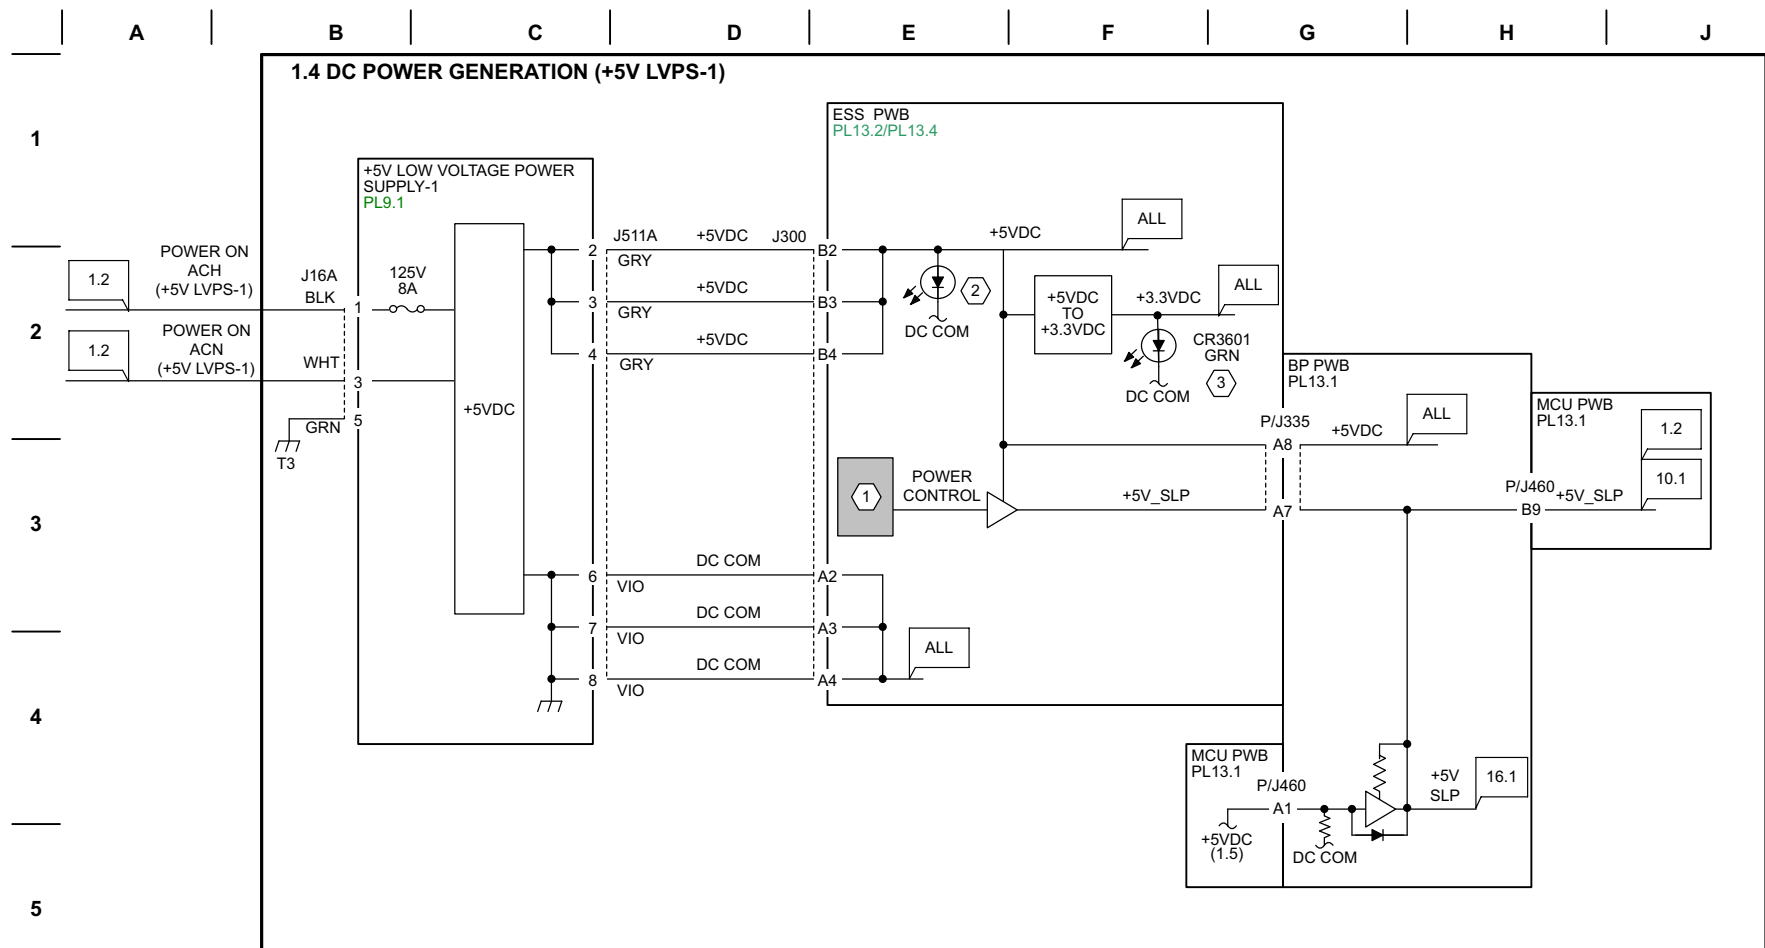 A B C D E F G H J
1.4 DC POWER GENERATION (+5V LVPS-1)
1
2
3
4
5
1.2
POWER ON
ACH
(+5V LVPS-1)
1.2
POWER ON
ACN
(+5V LVPS-1)
J16A
BLK
WHT
GRN
T3
1
3
5
+5V LOW VOLTAGE POWER
SUPPLY-1
PL9.1
125V
8A
+5VDC
2
3
4
6
7
8
J511A +5VDC J300
GRY
+5VDC
GRY
+5VDC
GRY
DC COM
VIO
DC COM
VIO
DC COM
VIO
B2
B3
B4
A2
A3
A4
ESS PWB
PL13.2/PL13.4
+5VDC
ALL
2
DC COM
+5VDC
TO
+3.3VDC
+3.3VDC
ALL
CR3601
GRN
3
DC COM
1
POWER
CONTROL
+5V_SLP
ALL
BP PWB
PL13.1
P/J335
A8
+5VDC
ALL
A7
MCU PWB
PL13.1
1.2
10.1
P/J460
B9
+5V_SLP
MCU PWB
PL13.1
P/J460
A1
+5VDC
(1.5)
DC COM
+5V
SLP
16.1